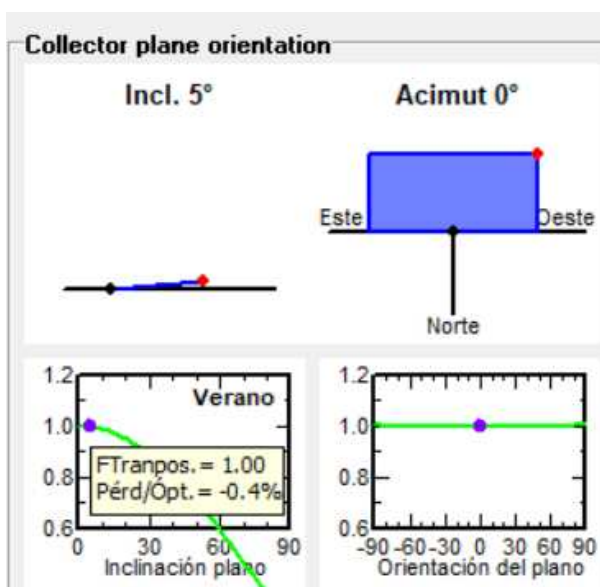 Collector plane orientation
Incl. 5° Acimut 0°
Este Oeste
Norte
1.2 1.2
Verano
1.0 1.0
FTranpos.= 1.00
0.8 0.8
Pérd/Ópt.= -0.4%
0.6 0.6
0 30 60 90 -90 -60 -30 0 30 60 90
Inclinación plano Orientación del plano